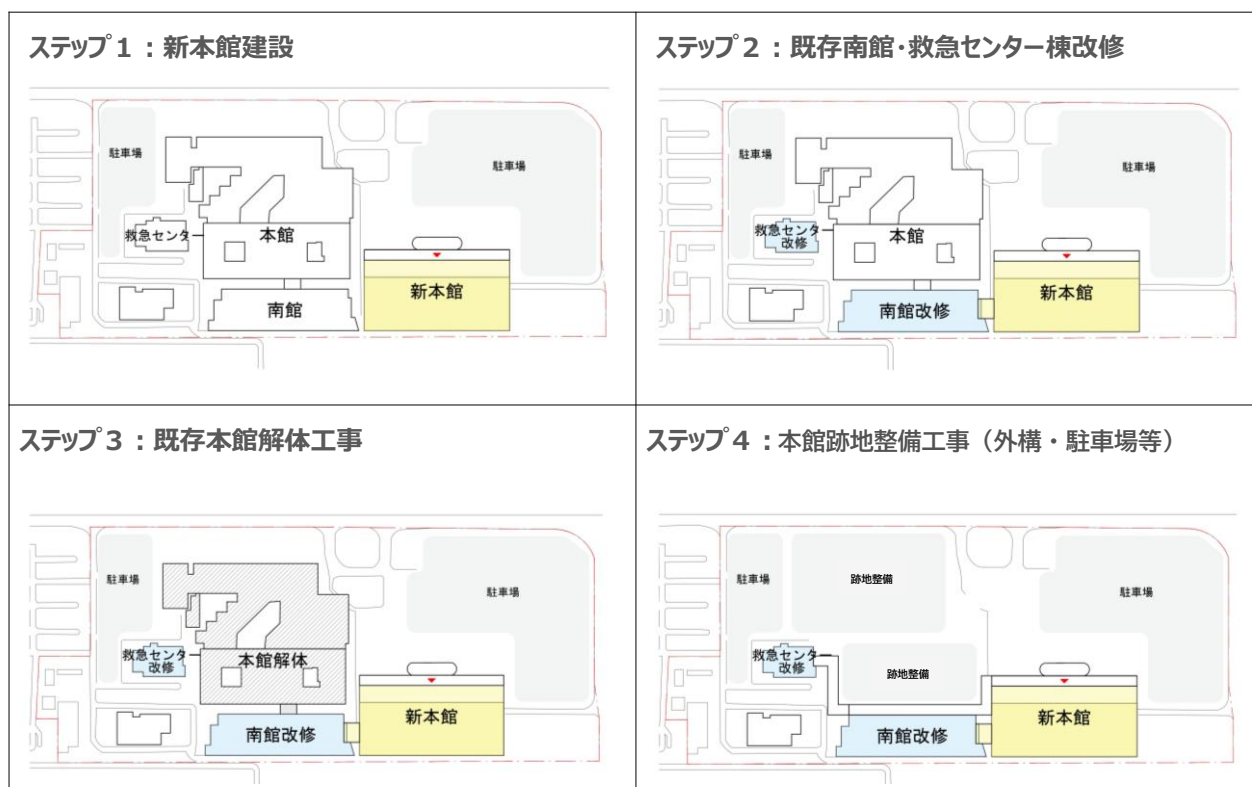 ステップ1：新本館建設
駐車場
駐車場
救急センター
本館
新本館
南館
ステップ2：既存南館・救急センター棟改修
駐車場
駐車場
救急センター
改修
本館
新本館
南館改修
ステップ3：既存本館解体工事
駐車場
駐車場
救急センター
改修
本館解体
新本館
南館改修
ステップ4：本館跡地整備工事（外構・駐車場等）
駐車場
跡地整備
駐車場
救急センター
改修
跡地整備
新本館
南館改修